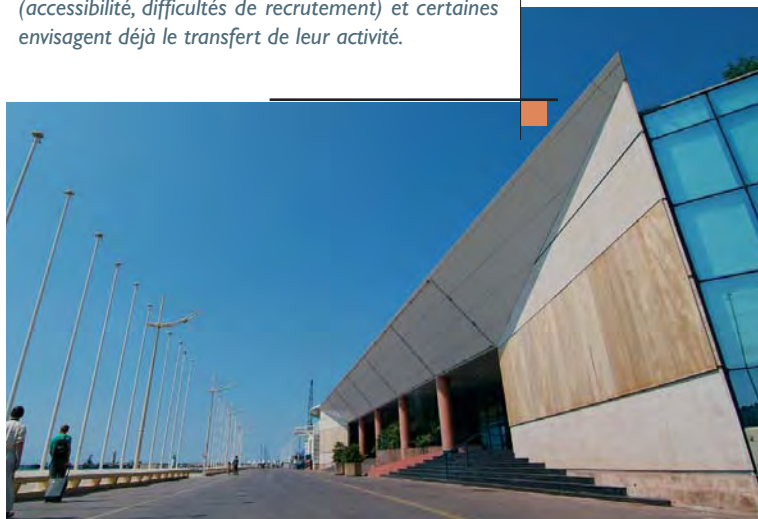 (accessibilité, difficultés de recrutement) et certaines
envisagent déjà le transfert de leur activité.